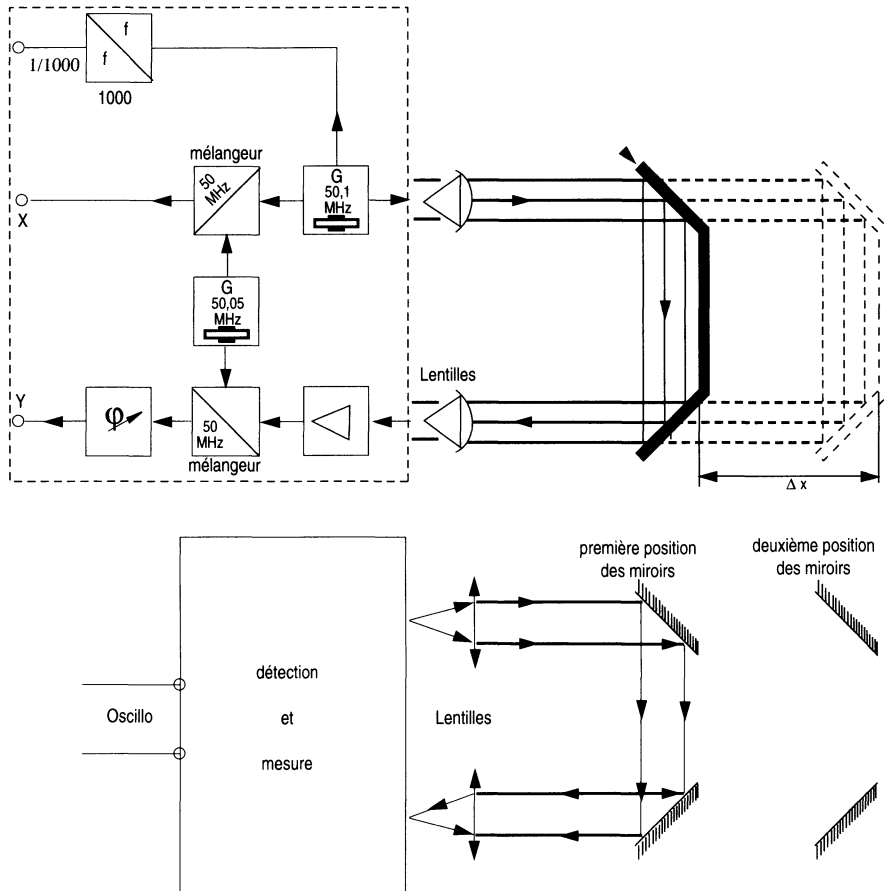 f
f
1/1000
1000
mélangeur
50
MHz
G
50,1
MHz
X
G
50,05
MHz
Y
φ
50
MHz
mélangeur
Lentilles
Δ x
première position
des miroirs
deuxième position
des miroirs
détection
Oscillo
et
Lentilles
mesure